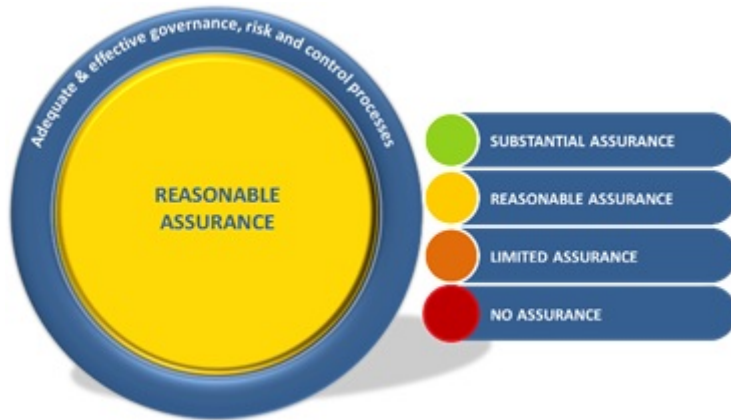 Adequate & effective governance, risk and control processes
REASONABLE
ASSURANCE
SUBSTANTIAL ASSURANCE
REASONABLE ASSURANCE
LIMITED ASSURANCE
NO ASSURANCE